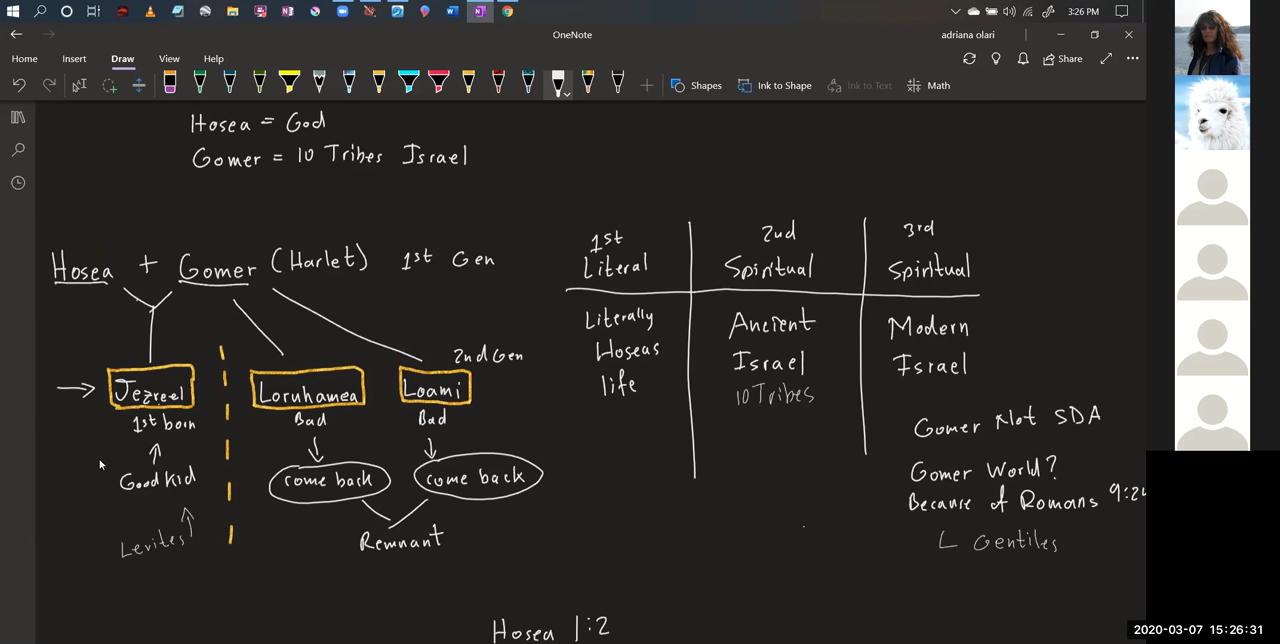 3:26 PM
OneNote
adriana olari
Home Insert Draw View Help
Share
Shapes Ink to Shape Ink to Text Math
Hosea = God
Gomer = 10 Tribes Israel
Hosea + Gomer (Harlet) 1st Gen
2nd Gen
Jezreel Loruhamea Loami
1st born Bad Bad
Good Kid come back come back
Levites Remnant
1st 2nd 3rd
Literal Spiritual Spiritual
Literally Ancient Modern
Hoseas Israel Israel
life 10 Tribes
Gomer Not SDA
Gomer World?
Because of Romans 9:24
L Gentiles
Hosea 1:2
2020-03-07 15:26:31